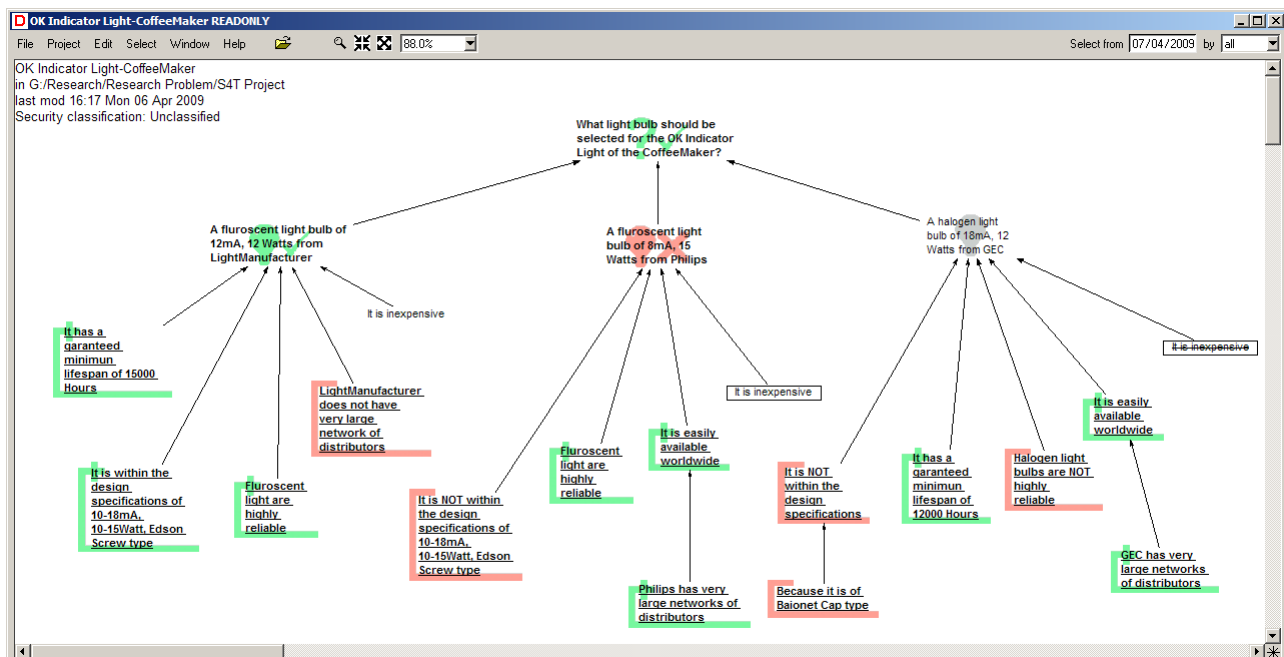 OK Indicator Light-CoffeeMaker READONLY
File Project Edit Select Window Help 88.0% Select from 07/04/2009 by all
OK Indicator Light-CoffeeMaker
in G:/Research/Research Problem/S4T Project
last mod 16:17 Mon 06 Apr 2009
Security classification: Unclassified
What light bulb should be
selected for the OK Indicator
Light of the CoffeeMaker?
A fluroscent light bulb of
12mA, 12 Watts from
LightManufacturer
A fluroscent light
bulb of 8mA, 15
Watts from Philips
A halogen light
bulb of 18mA, 12
Watts from GEC
It has a
garanteed
minimun
lifespan of 15000
Hours
It is within the
design
specifications of
10-18mA,
10-15Watt, Edson
Screw type
Fluroscent
light are
highly
reliable
LightManufacturer
does not have
very large
network of
distributors
It is inexpensive
It is NOT within
the design
specifications of
10-18mA,
10-15Watt, Edson
Screw type
Fluroscent
light are
highly
reliable
It is easily
available
worldwide
Philips has very
large networks of
distributors
It is inexpensive
It is NOT
within the
design
specifications
Because it is of
Baionet Cap type
It has a
garanteed
minimun
lifespan of
12000 Hours
Halogen light
bulbs are NOT
highly
reliable
It is easily
available
worldwide
GEC has very
large networks
of distributors
It is inexpensive